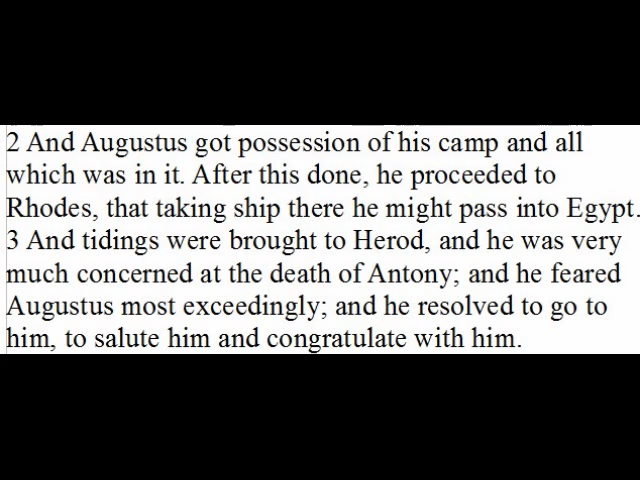 2 And Augustus got possession of his camp and all
which was in it. After this done, he proceeded to
Rhodes, that taking ship there he might pass into Egypt.
3 And tidings were brought to Herod, and he was very
much concerned at the death of Antony; and he feared
Augustus most exceedingly; and he resolved to go to
him, to salute him and congratulate with him.